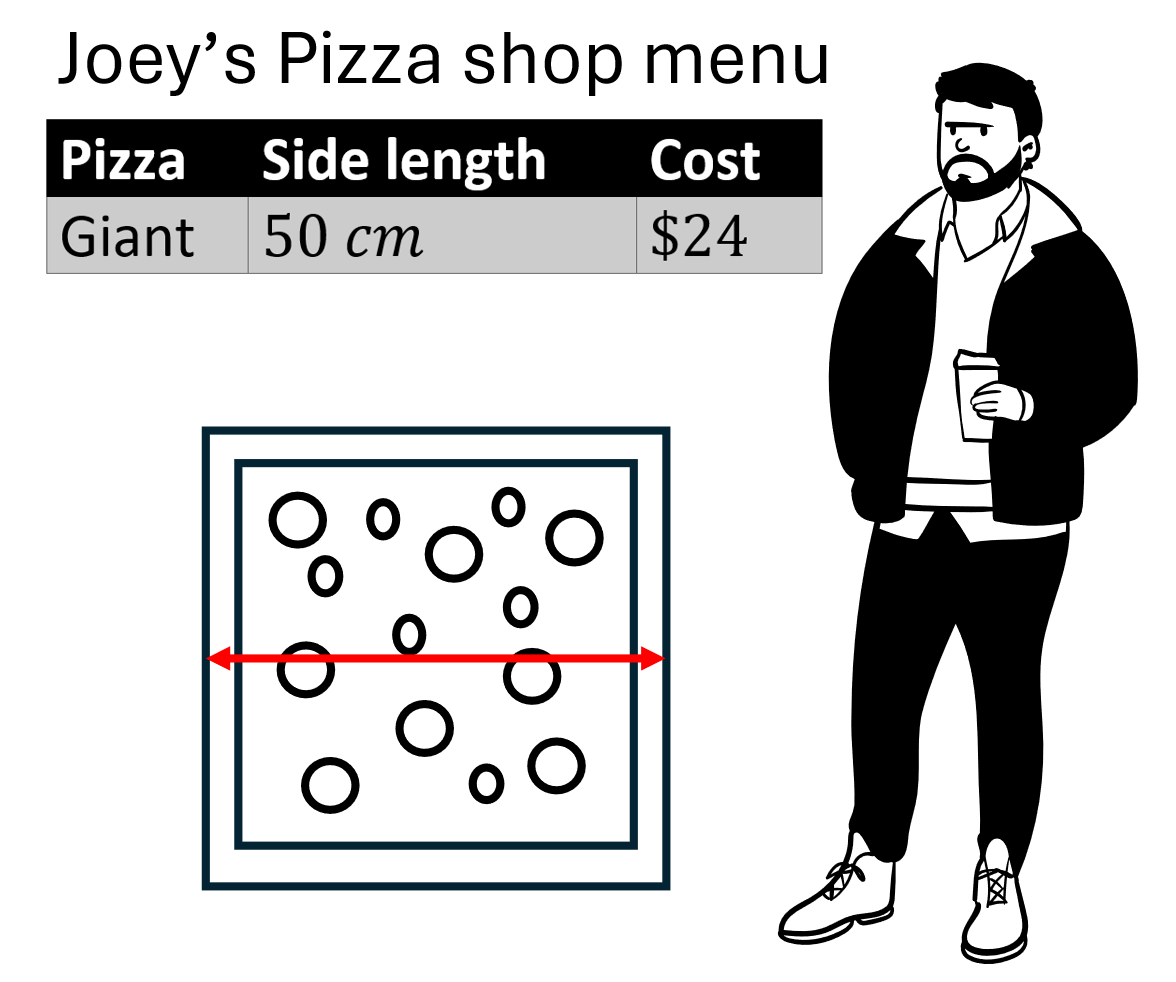 Joey’s Pizza shop menu
Pizza Side length Cost
Giant 50 cm $24